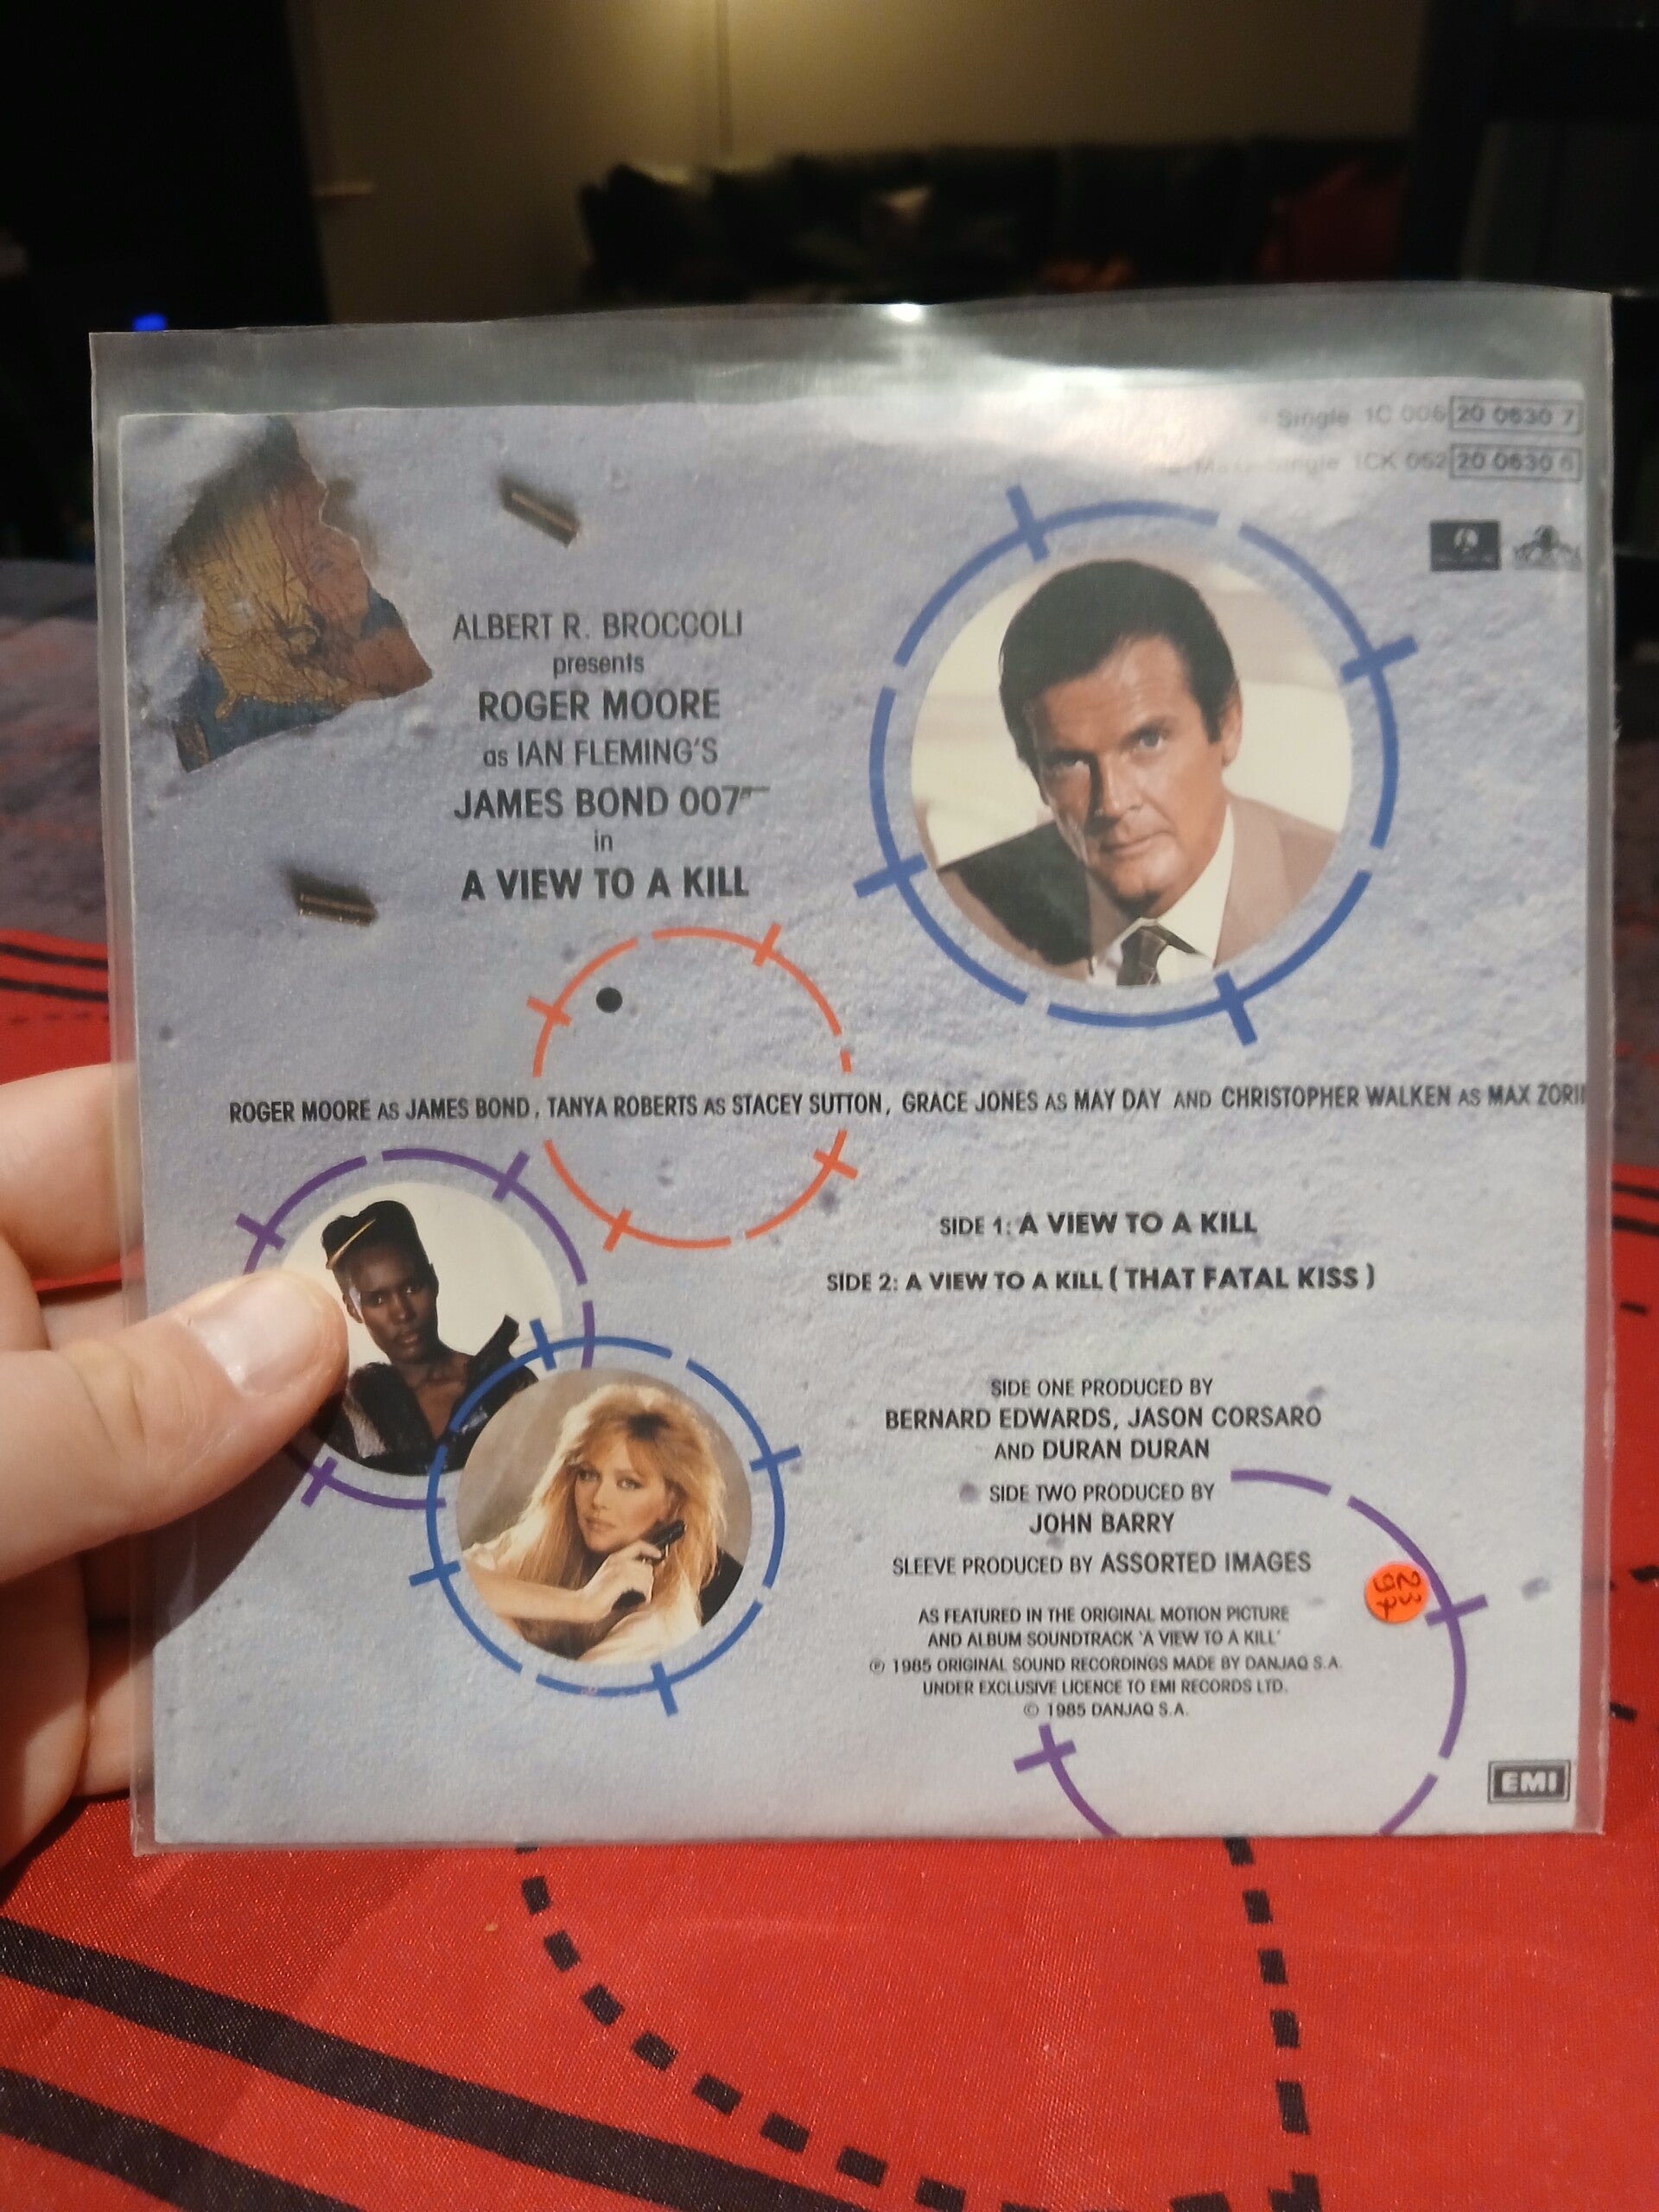 Single 1C 006 20 0630 7
Single 1CK 052 20 0630 6
ALBERT R. BROCCOLI
presents
ROGER MOORE
as IAN FLEMING'S
JAMES BOND 007
in
A VIEW TO A KILL
ROGER MOORE AS JAMES BOND, TANYA ROBERTS AS STACEY SUTTON, GRACE JONES AS MAY DAY AND CHRISTOPHER WALKEN AS MAX
SIDE 1: A VIEW TO A KILL
SIDE 2: A VIEW TO A KILL (THAT FATAL KISS)
SIDE ONE PRODUCED BY
BERNARD EDWARDS, JASON CORSARO
AND DURAN DURAN
SIDE TWO PRODUCED BY
JOHN BARRY
SLEEVE PRODUCED BY ASSORTED IMAGES
AS FEATURED IN THE ORIGINAL MOTION PICTURE
AND ALBUM SOUNDTRACK 'A VIEW TO A KILL'
℗ 1985 ORIGINAL SOUND RECORDINGS MADE BY DANJAQ S.A.
UNDER EXCLUSIVE LICENCE TO EMI RECORDS LTD.
© 1985 DANJAQ S.A.
EMI